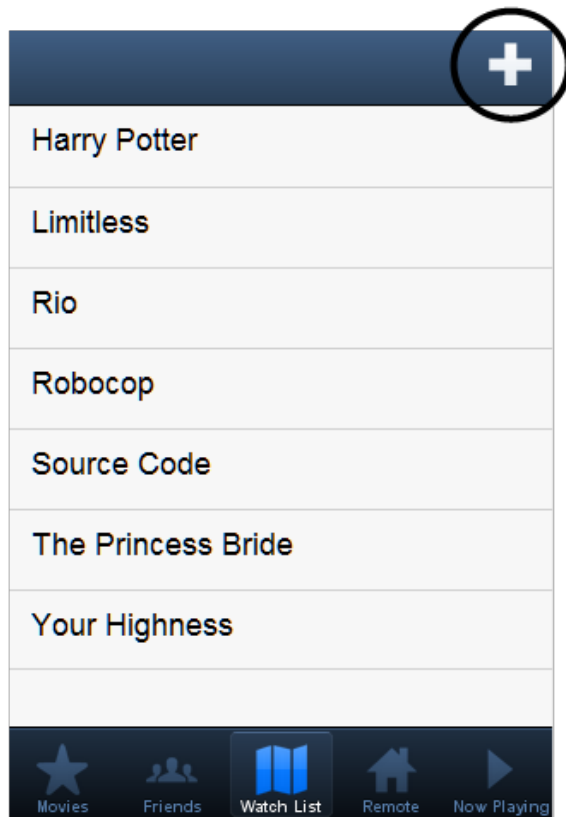 Harry Potter
Limitless
Rio
Robocop
Source Code
The Princess Bride
Your Highness
Movies Friends Watch List Remote Now Playing